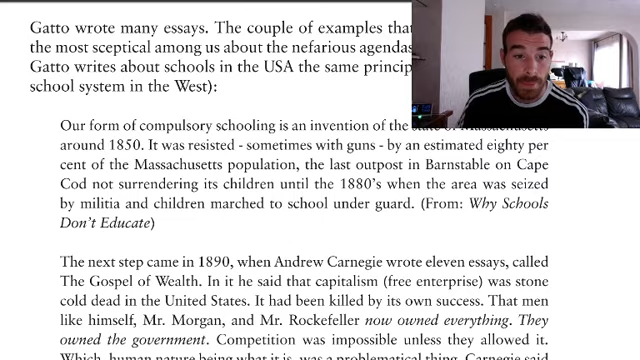 Gatto wrote many essays. The couple of examples tha
the most sceptical among us about the nefarious agendas
Gatto writes about schools in the USA the same princip
school system in the West):
Our form of compulsory schooling is an invention of the state of Massachusetts
around 1850. It was resisted - sometimes with guns - by an estimated eighty per
cent of the Massachusetts population, the last outpost in Barnstable on Cape
Cod not surrendering its children until the 1880's when the area was seized
by militia and children marched to school under guard. (From: Why Schools
Don't Educate)
The next step came in 1890, when Andrew Carnegie wrote eleven essays, called
The Gospel of Wealth. In it he said that capitalism (free enterprise) was stone
cold dead in the United States. It had been killed by its own success. That men
like himself, Mr. Morgan, and Mr. Rockefeller now owned everything. They
owned the government. Competition was impossible unless they allowed it.
Which, human nature being what it is, was a problematical thing. Carnegie said